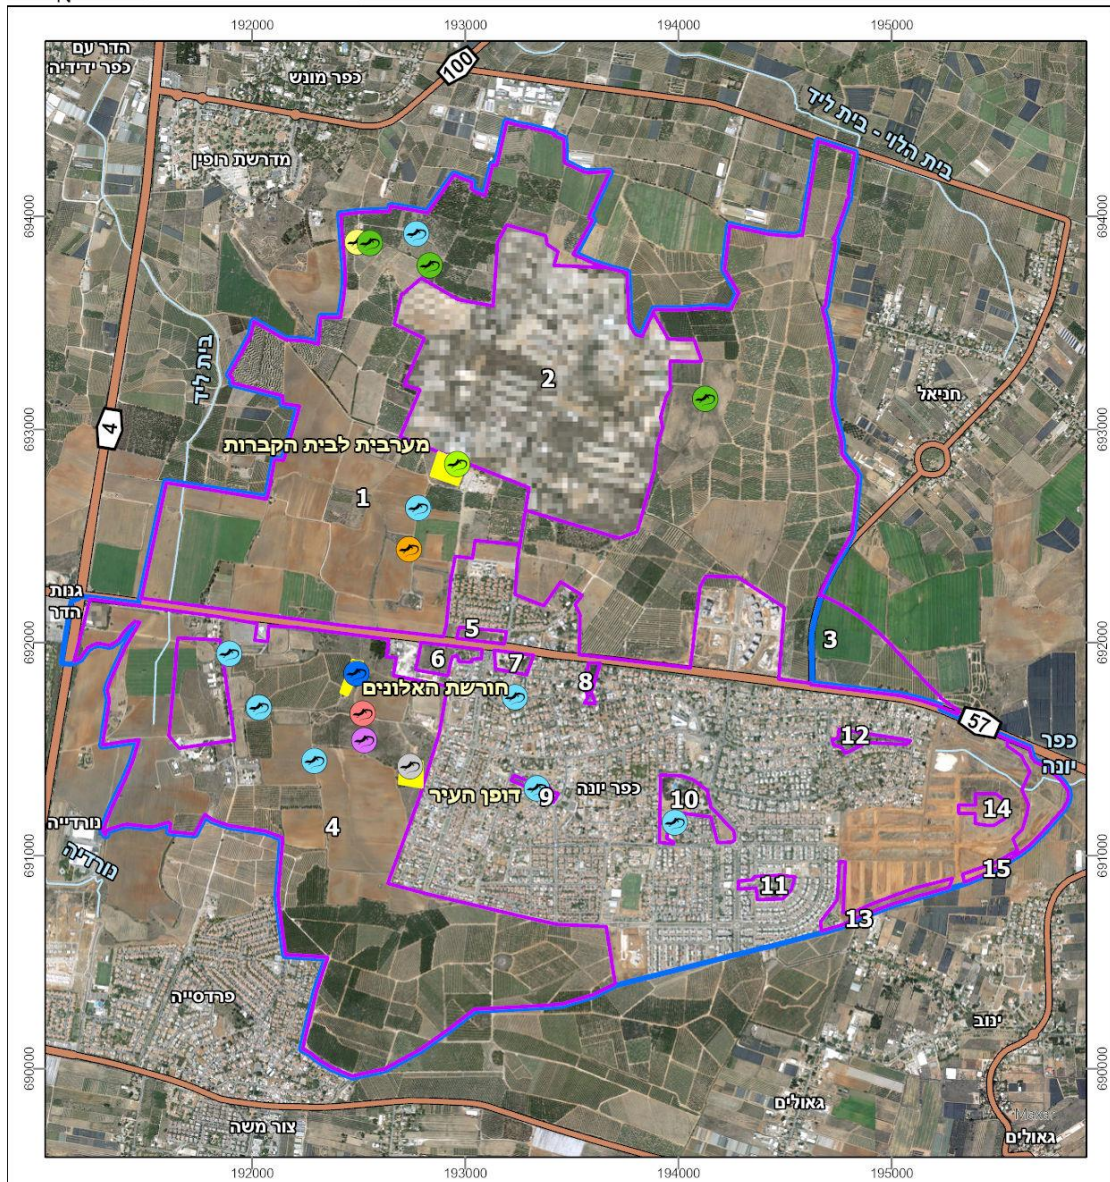 192000
193000
194000
195000
הדר עם
כפר ידידיה
כפר מונש
100
מדרשת רופין
בית הלוי - בית ליד
694000
694000
בית ליד
2
חניאל
4
693000
693000
מערבית לבית הקברות
1
גנות
הדר
5
3
692000
692000
6
7
8
חורשת האלונים
57
כפר
יונה
12
דופן העיר
9
כפר יונה
10
14
נורדייה
4
691000
691000
נורדיה
11
15
13
פרדסייה
ינוב
690000
690000
גאולים
צור משה
גאולים
192000
193000
194000
195000